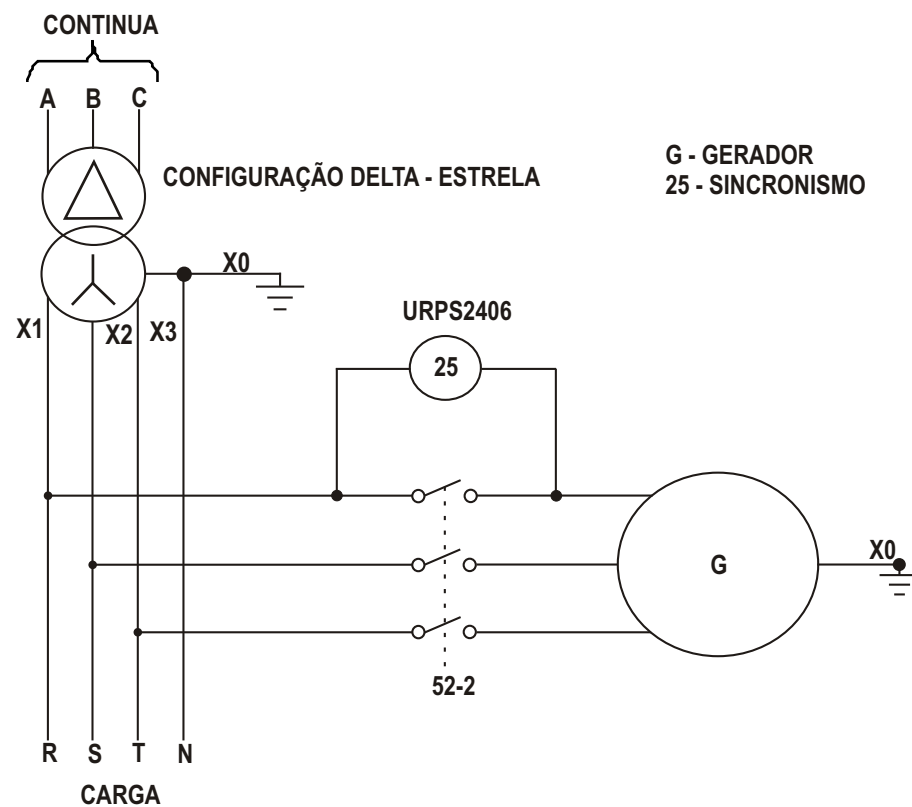 CONTINUA
A B C
CONFIGURAÇÃO DELTA - ESTRELA
G - GERADOR
25 - SINCRONISMO
X0
X1 X2 X3
URPS2406
25
G
X0
52-2
R S T N
CARGA